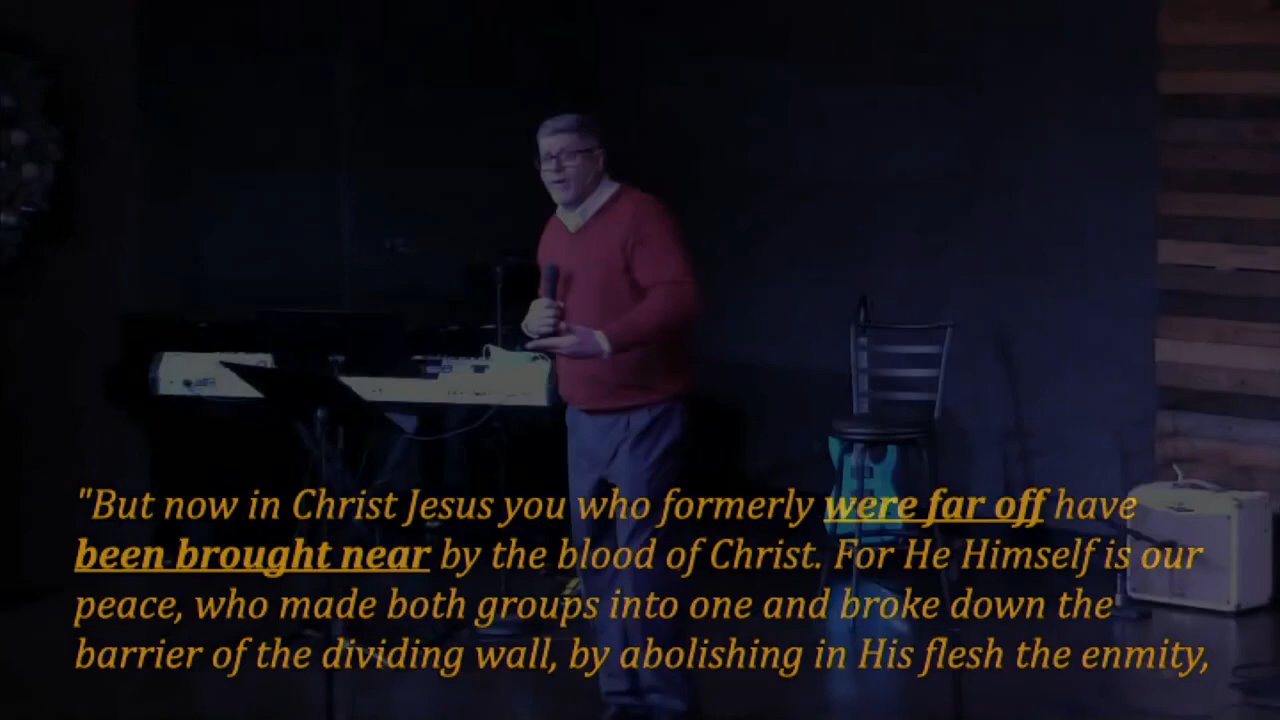 "But now in Christ Jesus you who formerly were far off have
been brought near by the blood of Christ. For He Himself is our
peace, who made both groups into one and broke down the
barrier of the dividing wall, by abolishing in His flesh the enmity,